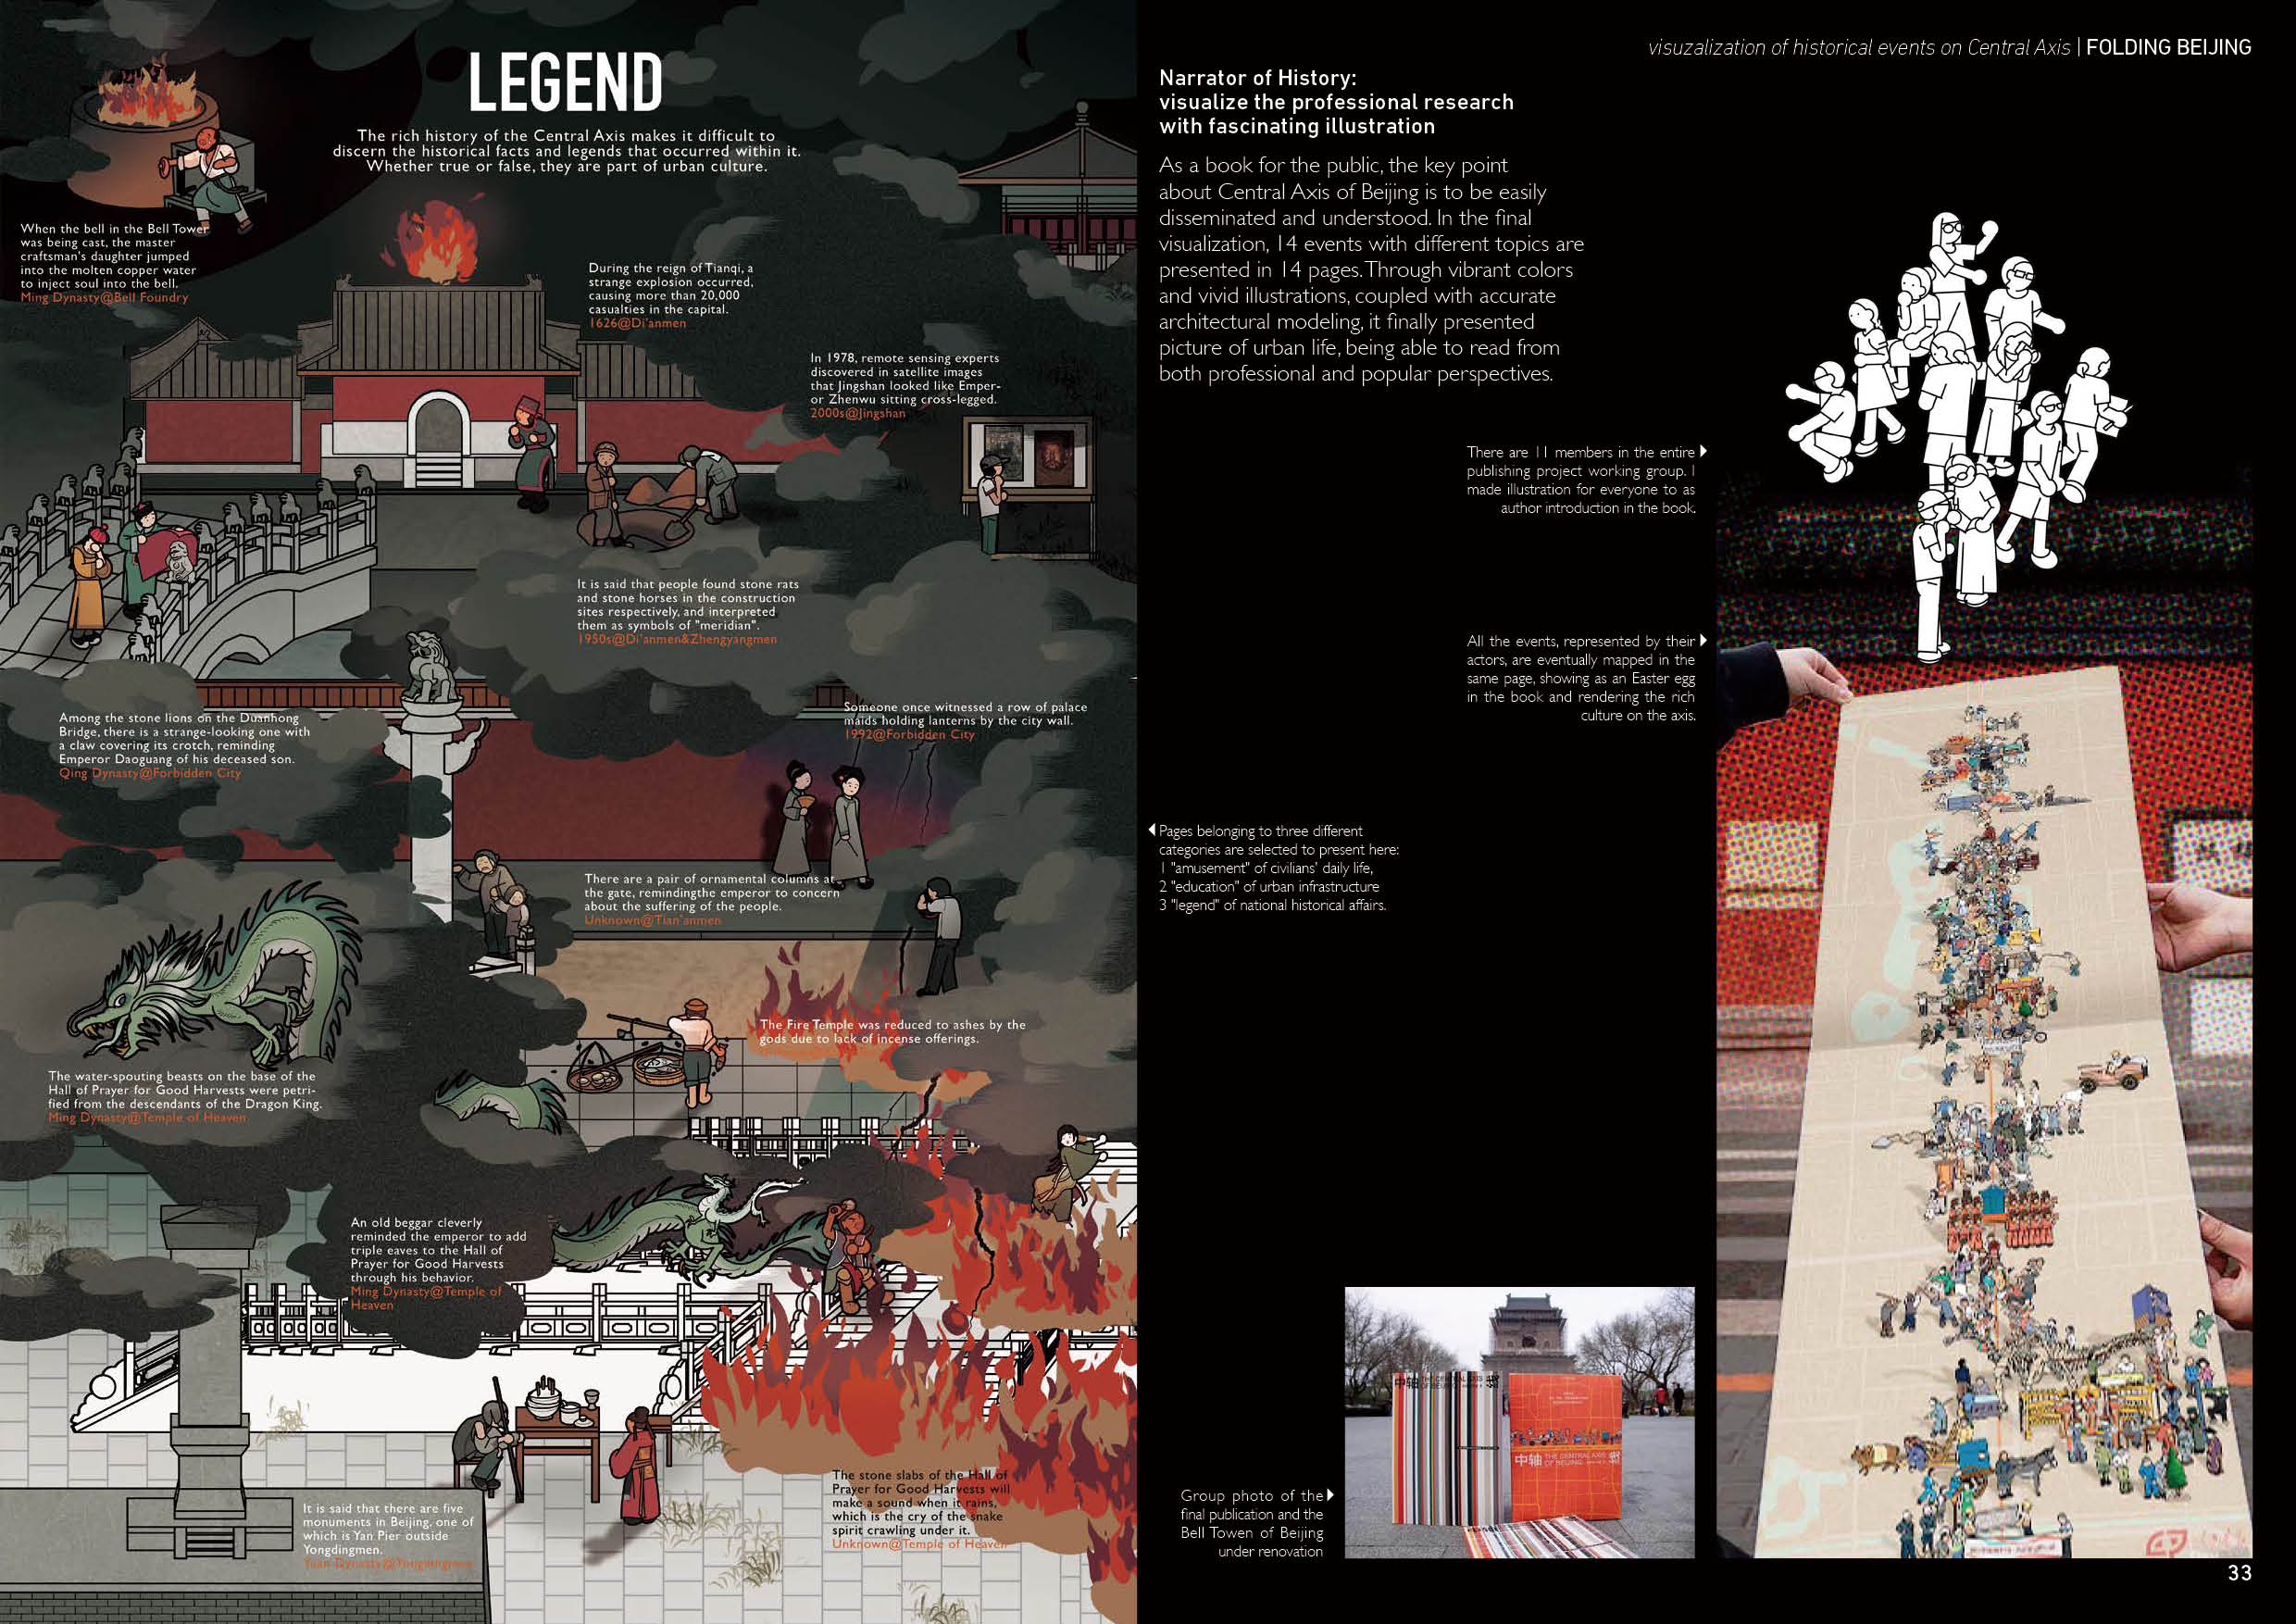 LEGEND
The rich history of the Central Axis makes it difficult to
discern the historical facts and legends that occurred within it.
Whether true or false, they are part of urban culture.
When the bell in the Bell Tower
was being cast, the master
craftsman's daughter jumped
into the molten copper water
to inject soul into the bell.
Ming Dynasty@Bell Foundry
During the reign of Tianqi, a
strange explosion occurred,
causing more than 20,000
casualties in the capital.
1626@Di'anmen
In 1978, remote sensing experts
discovered in satellite images
that Jingshan looked like Emper-
or Zhenwu sitting cross-legged.
2000s@Jingshan
It is said that people found stone rats
and stone horses in the construction
sites respectively, and interpreted
them as symbols of "meridian".
1950s@Di'anmen&Zhengyangmen
Among the stone lions on the Duanhong
Bridge, there is a strange-looking one with
a claw covering its crotch, reminding
Emperor Daoguang of his deceased son.
Qing Dynasty@Forbidden City
Someone once witnessed a row of palace
maids holding lanterns by the city wall.
1992@Forbidden City
There are a pair of ornamental columns at
the gate, remindingthe emperor to concern
about the suffering of the people.
Unknown@Tian'anmen
The Fire Temple was reduced to ashes by the
gods due to lack of incense offerings.
The water-spouting beasts on the base of the
Hall of Prayer for Good Harvests were petri-
fied from the descendants of the Dragon King.
Ming Dynasty@Temple of Heaven
An old beggar cleverly
reminded the emperor to add
triple eaves to the Hall of
Prayer for Good Harvests
through his behavior.
Ming Dynasty@Temple of
Heaven
The stone slabs of the Hall of
Prayer for Good Harvests will
make a sound when it rains,
which is the cry of the snake
spirit crawling under it.
Unknown@Temple of Heaven
It is said that there are five
monuments in Beijing, one of
which is Yan Pier outside
Yongdingmen.
Yuan Dynasty@Yongdingmen
visuzalization of historical events on Central Axis | FOLDING BEIJING
Narrator of History:
visualize the professional research
with fascinating illustration
As a book for the public, the key point
about Central Axis of Beijing is to be easily
disseminated and understood. In the final
visualization, 14 events with different topics are
presented in 14 pages. Through vibrant colors
and vivid illustrations, coupled with accurate
architectural modeling, it finally presented
picture of urban life, being able to read from
both professional and popular perspectives.
There are 11 members in the entire
publishing project working group. I
made illustration for everyone to as
author introduction in the book.
All the events, represented by their
actors, are eventually mapped in the
same page, showing as an Easter egg
in the book and rendering the rich
culture on the axis.
Pages belonging to three different
categories are selected to present here:
1 "amusement" of civilians' daily life,
2 "education" of urban infrastructure
3 "legend" of national historical affairs.
中轴 THE CENTRAL AXIS
OF BEIJING
中轴 THE CENTRAL AXIS
OF BEIJING
Group photo of the
final publication and the
Bell Towen of Beijing
under renovation
33